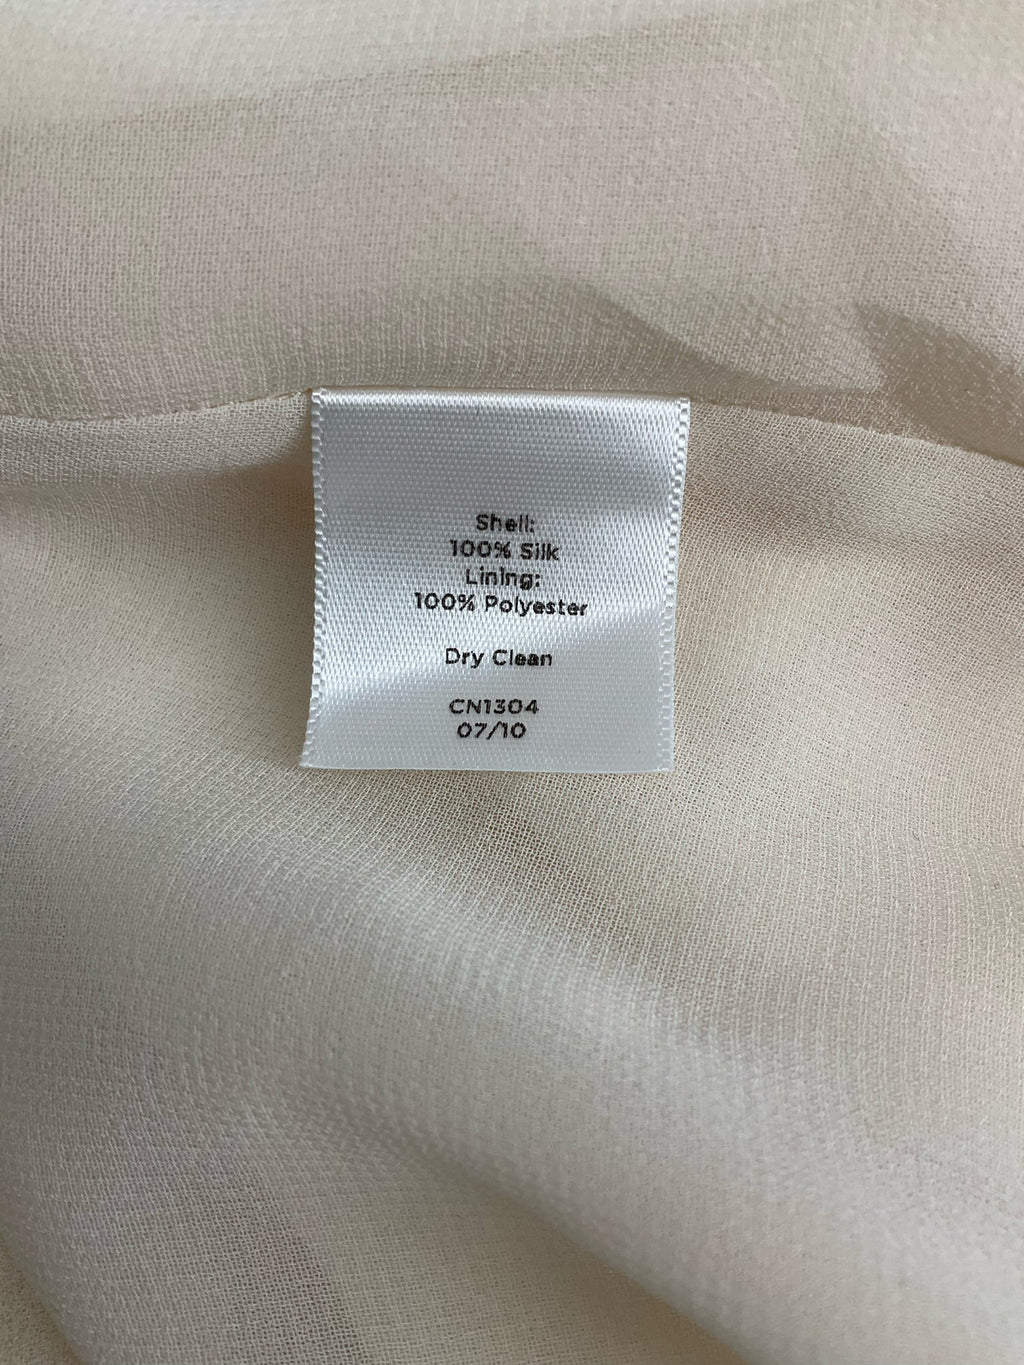 Shell:
100% Silk
Lining:
100% Polyester
Dry Clean
CN1304
07/10